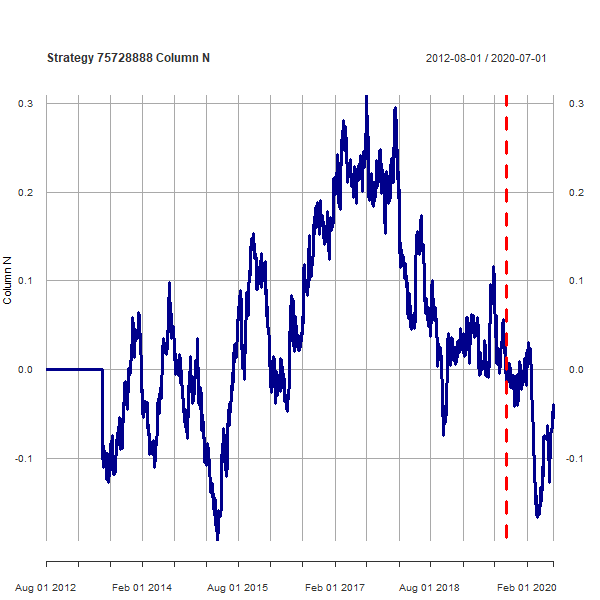 Strategy 75728888 Column N 2012-08-01 / 2020-07-01
0.3 0.3
0.2 0.2
0.1 0.1
0.0 0.0
-0.1 -0.1
Column N
Aug 01 2012 Feb 01 2014 Aug 01 2015 Feb 01 2017 Aug 01 2018 Feb 01 2020